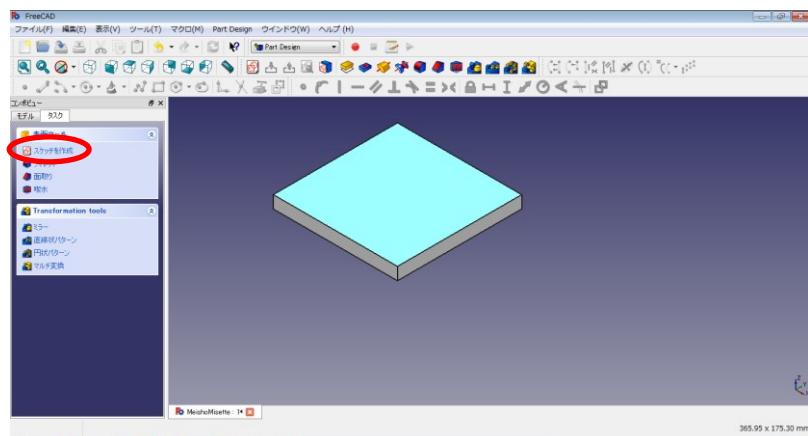 FreeCAD
ファイル(F) 編集(E) 表示(V) ツール(T) マクロ(M) Part Design ウインドウ(W) ヘルプ(H)
Part Design
コンボビュー
モデル タスク
スケッチを作成
面取り
Transformation tools
ミラー
直線状パターン
円状パターン
マルチ変換
MeishoMisette : 1*
365.95 x 175.30 mm